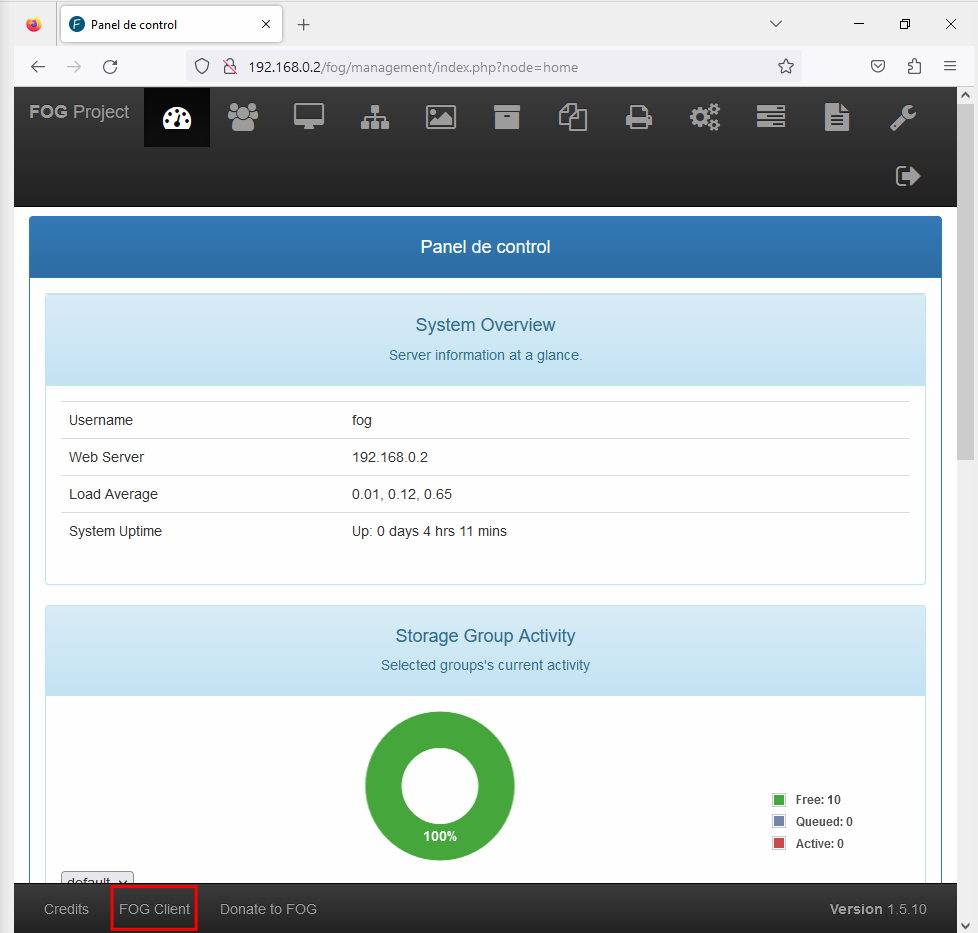 Panel de control
192.168.0.2/fog/management/index.php?node=home
FOG Project
Panel de control
System Overview
Server information at a glance.
Username fog
Web Server 192.168.0.2
Load Average 0.01, 0.12, 0.65
System Uptime Up: 0 days 4 hrs 11 mins
Storage Group Activity
Selected groups's current activity
100%
Free: 10
Queued: 0
Active: 0
default
Credits FOG Client Donate to FOG Version 1.5.10